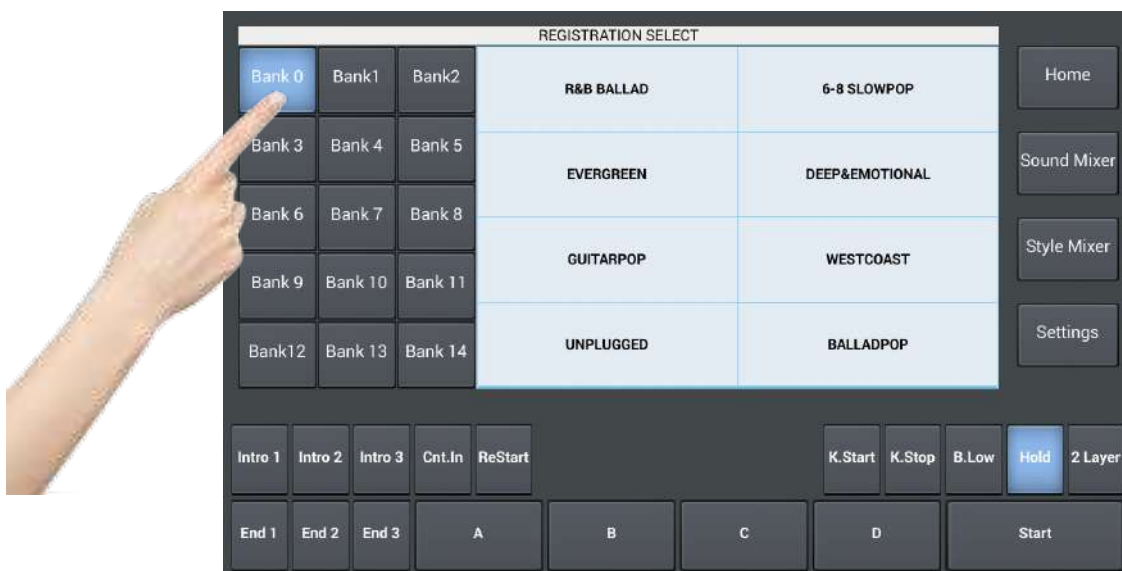 REGISTRATION SELECT
Bank 0 Bank1 Bank2
R&B BALLAD 6-8 SLOWPOP
Home
Bank 3 Bank 4 Bank 5
EVERGREEN DEEP&EMOTIONAL
Sound Mixer
Bank 6 Bank 7 Bank 8
GUITARPOP WESTCOAST
Style Mixer
Bank 9 Bank 10 Bank 11
Bank12 Bank 13 Bank 14
UNPLUGGED BALLADPOP
Settings
Intro 1 Intro 2 Intro 3 Cnt.In ReStart K.Start K.Stop B.Low Hold 2 Layer
End 1 End 2 End 3 A B C D Start